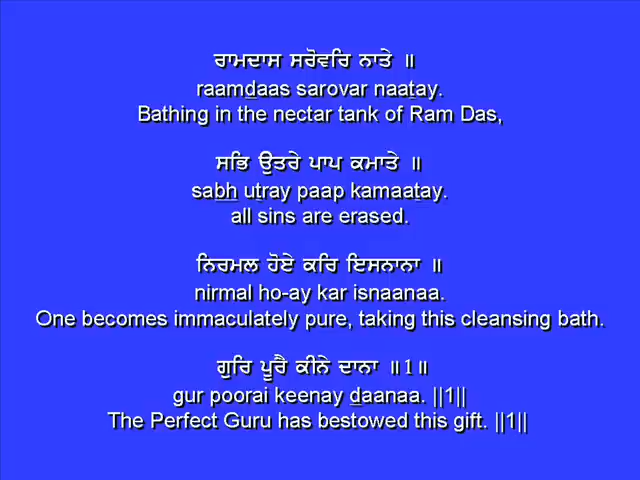 ਰਾਮਦਾਸ ਸਰੋਵਰਿ ਨਾਤੇ ॥
raamdaas sarovar naatay.
Bathing in the nectar tank of Ram Das,
ਸਭਿ ਉਤਰੇ ਪਾਪ ਕਮਾਤੇ ॥
sabh utray paap kamaatay.
all sins are erased.
ਨਿਰਮਲ ਹੋਏ ਕਰਿ ਇਸਨਾਨਾ ॥
nirmal ho-ay kar isnaanaa.
One becomes immaculately pure, taking this cleansing bath.
ਗੁਰਿ ਪੂਰੈ ਕੀਨੇ ਦਾਨਾ ॥1॥
gur poorai keenay daanaa. ||1||
The Perfect Guru has bestowed this gift. ||1||